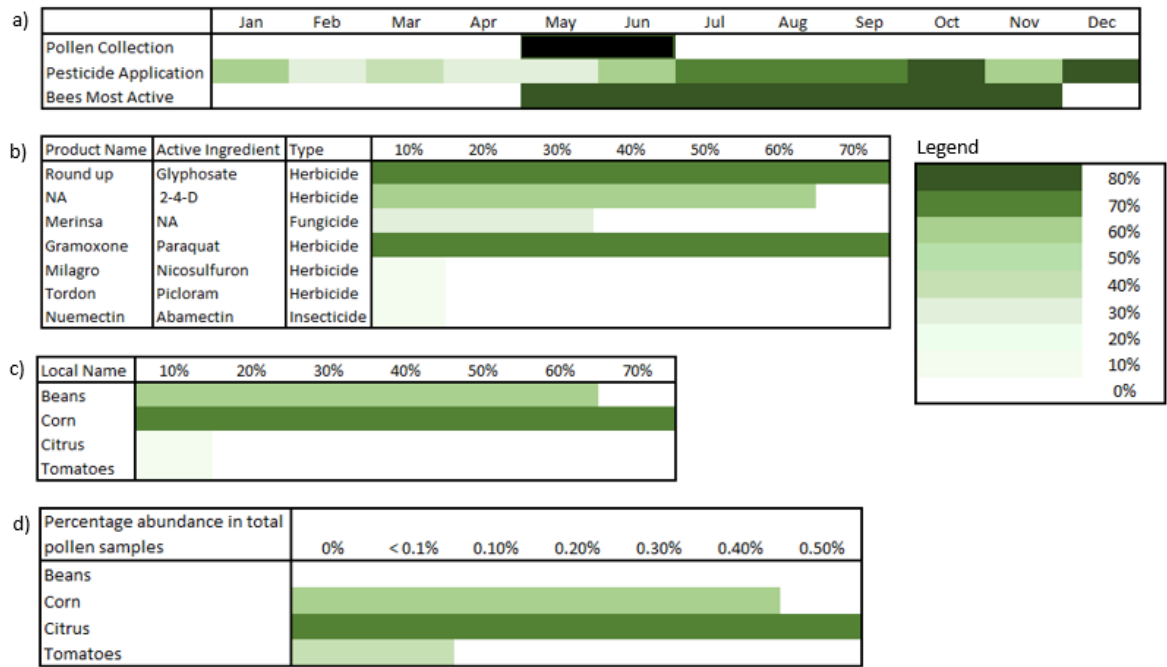 a)
Jan Feb Mar Apr May Jun Jul Aug Sep Oct Nov Dec
Pollen Collection
Pesticide Application
Bees Most Active
b)
Product Name Active Ingredient Type 10% 20% 30% 40% 50% 60% 70%
Round up Glyphosate Herbicide
NA 2-4-D Herbicide
Merinsa NA Fungicide
Gramoxone Paraquat Herbicide
Milagro Nicosulfuron Herbicide
Tordon Picloram Herbicide
Nuemectin Abamectin Insecticide
Legend
80%
70%
60%
50%
40%
30%
20%
10%
0%
c)
Local Name 10% 20% 30% 40% 50% 60% 70%
Beans
Corn
Citrus
Tomatoes
d)
Percentage abundance in total
pollen samples 0% < 0.1% 0.10% 0.20% 0.30% 0.40% 0.50%
Beans
Corn
Citrus
Tomatoes